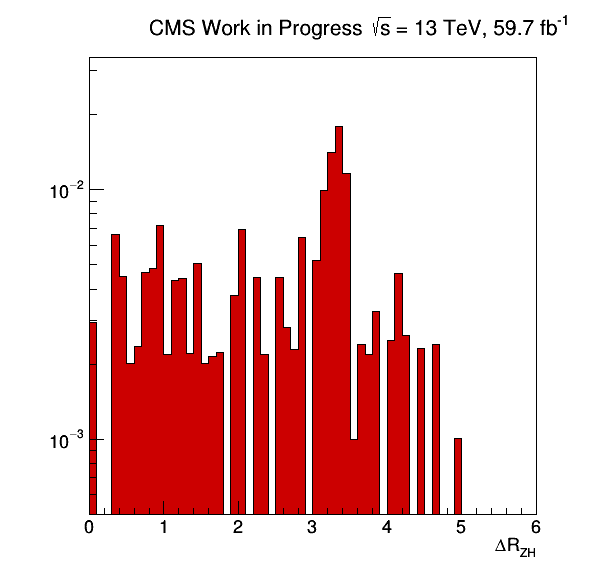 CMS Work in Progress √s = 13 TeV, 59.7 fb⁻¹
10⁻²
10⁻³
0 1 2 3 4 5 6
ΔR_ZH